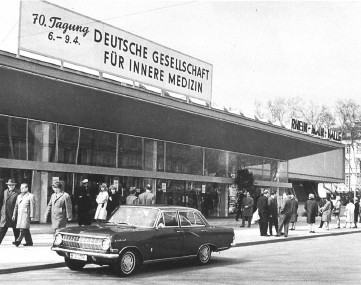 70. Tagung
6.-9.4.
DEUTSCHE GESELLSCHAFT
FÜR INNERE MEDIZIN
RHEIN-MAIN-HALLE